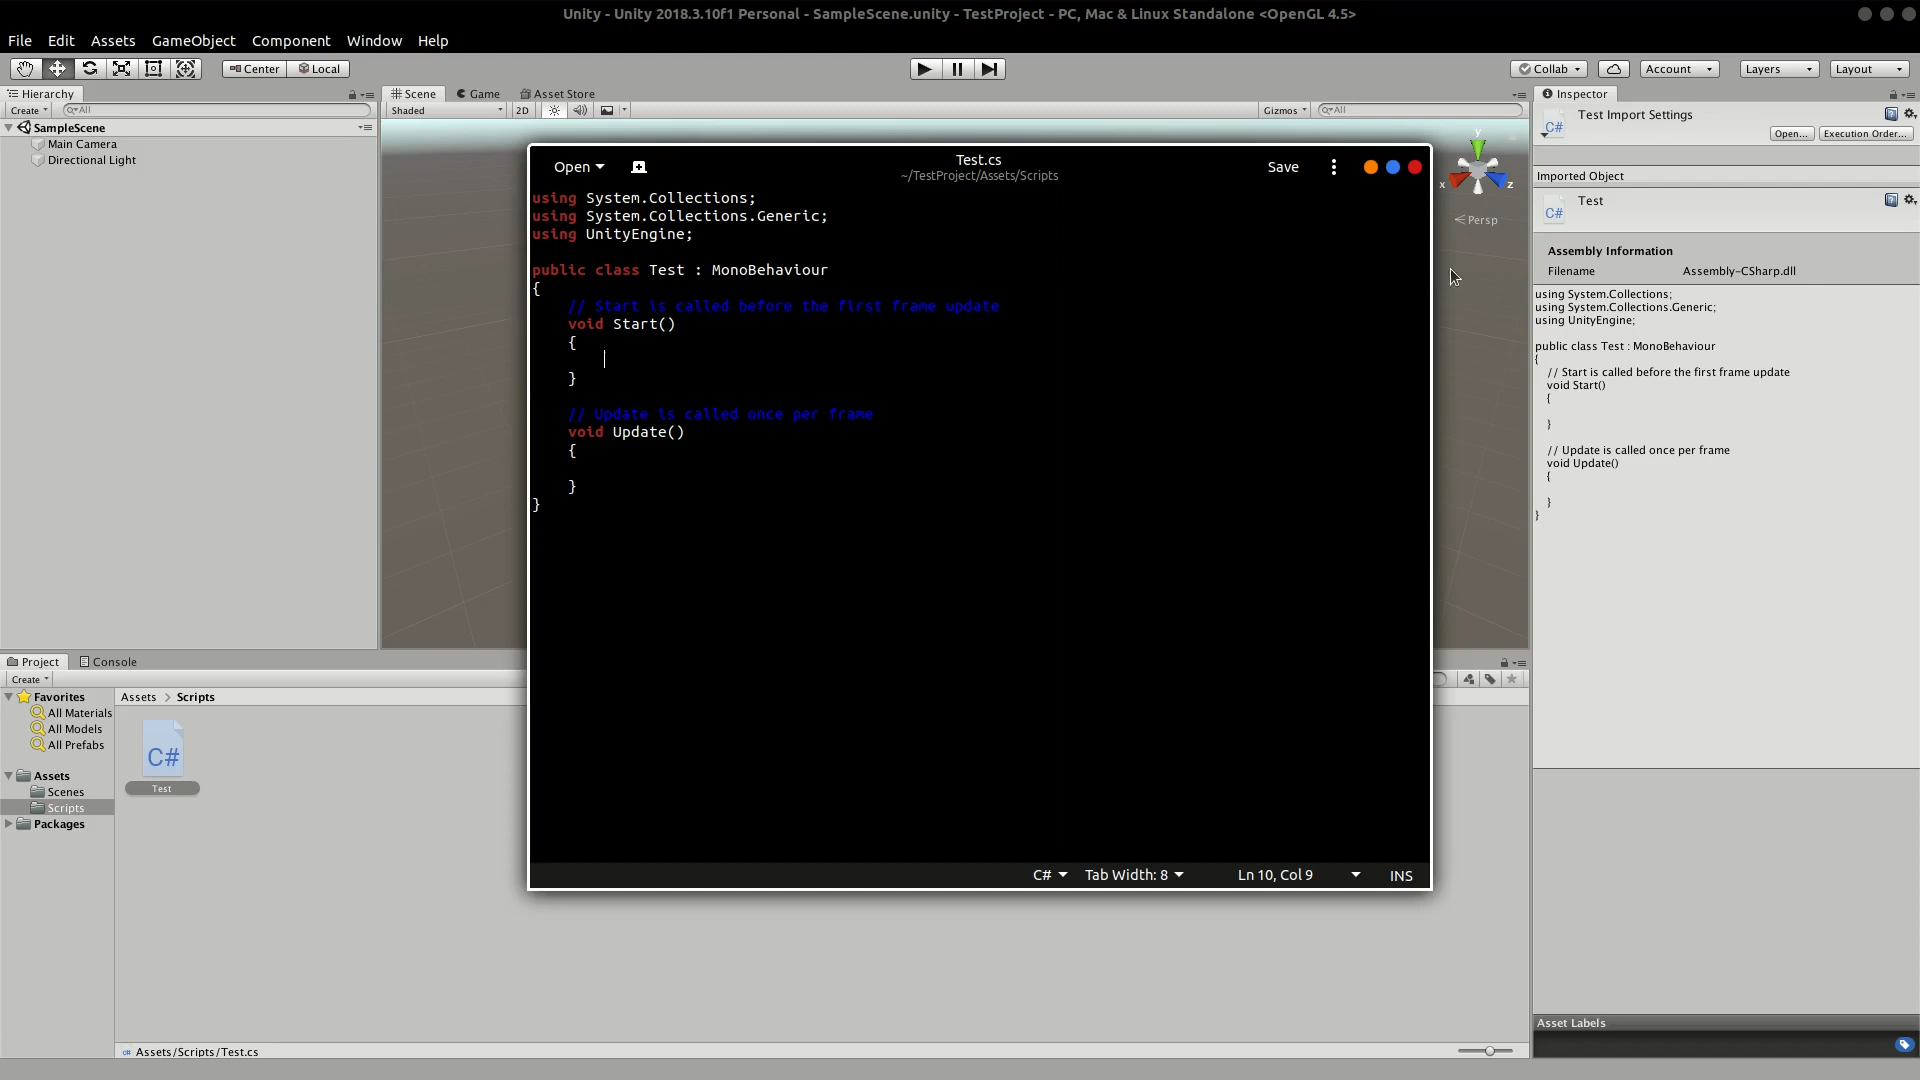 Unity - Unity 2018.3.10f1 Personal - SampleScene.unity - TestProject - PC, Mac & Linux Standalone <OpenGL 4.5>
File Edit Assets GameObject Component Window Help
Center Local Collab Account Layers Layout
Hierarchy
Create All
SampleScene
Main Camera
Directional Light
Scene Game Asset Store
Shaded 2D Gizmos All
y
x z
Persp
Open Test.cs Save
~/TestProject/Assets/Scripts
using System.Collections;
using System.Collections.Generic;
using UnityEngine;
public class Test : MonoBehaviour
{
// Start is called before the first frame update
void Start()
{
}
// Update is called once per frame
void Update()
{
}
}
C# Tab Width: 8 Ln 10, Col 9 INS
Inspector
Test Import Settings
C#
Open... Execution Order...
Imported Object
Test
C#
Assembly Information
Filename Assembly-CSharp.dll
using System.Collections;
using System.Collections.Generic;
using UnityEngine;
public class Test : MonoBehaviour
{
// Start is called before the first frame update
void Start()
{
}
// Update is called once per frame
void Update()
{
}
}
Asset Labels
Project Console
Create
Favorites
All Materials
All Models
All Prefabs
Assets
Scenes
Scripts
Packages
Assets > Scripts
C#
Test
C# Assets/Scripts/Test.cs